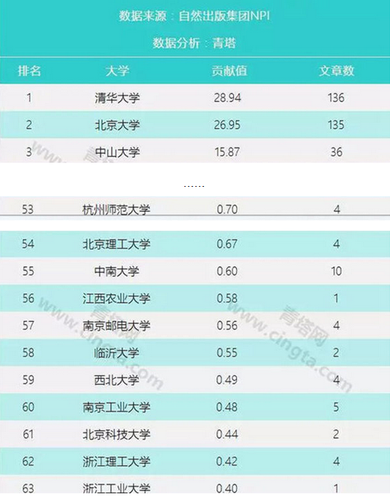 数据来源：自然出版集团NPI
数据分析：青塔
排名 大学 贡献值 文章数
1 清华大学 28.94 136
2 北京大学 26.95 135
3 中山大学 15.87 36
......
53 杭州师范大学 0.70 4
54 北京理工大学 0.67 4
55 中南大学 0.60 10
56 江西农业大学 0.58 1
57 南京邮电大学 0.56 4
58 临沂大学 0.55 2
59 西北大学 0.49 4
60 南京工业大学 0.48 5
61 北京科技大学 0.44 2
62 浙江理工大学 0.42 4
63 浙江工业大学 0.40 1
青塔网
www.cingta.com